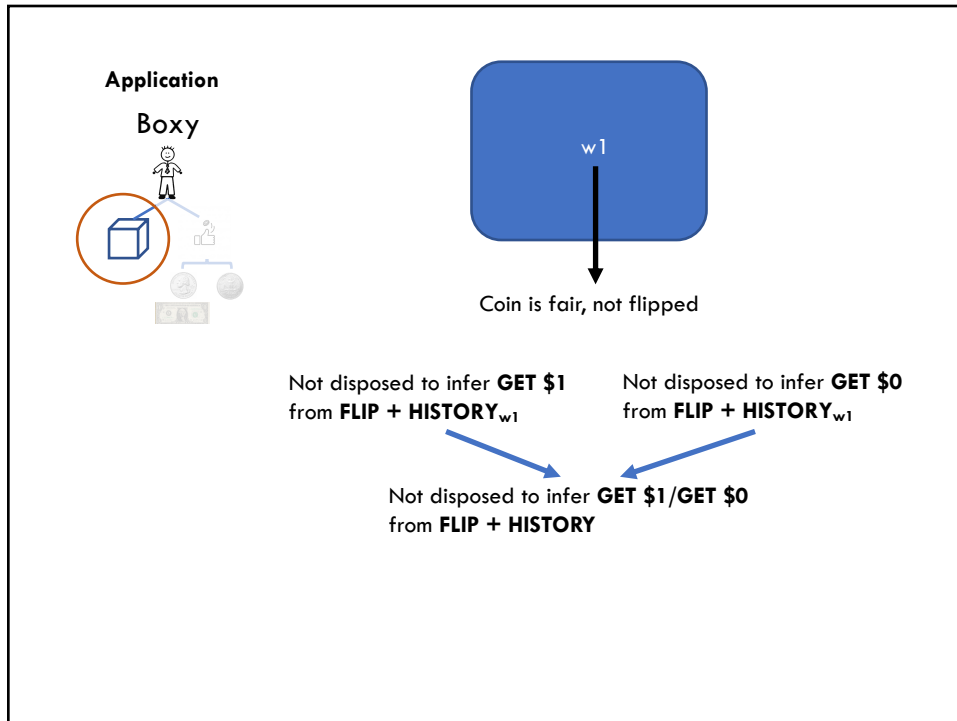 Application
Boxy
w1
Coin is fair, not flipped
Not disposed to infer GET $1
from FLIP + HISTORYw1
Not disposed to infer GET $0
from FLIP + HISTORYw1
Not disposed to infer GET $1/GET $0
from FLIP + HISTORY